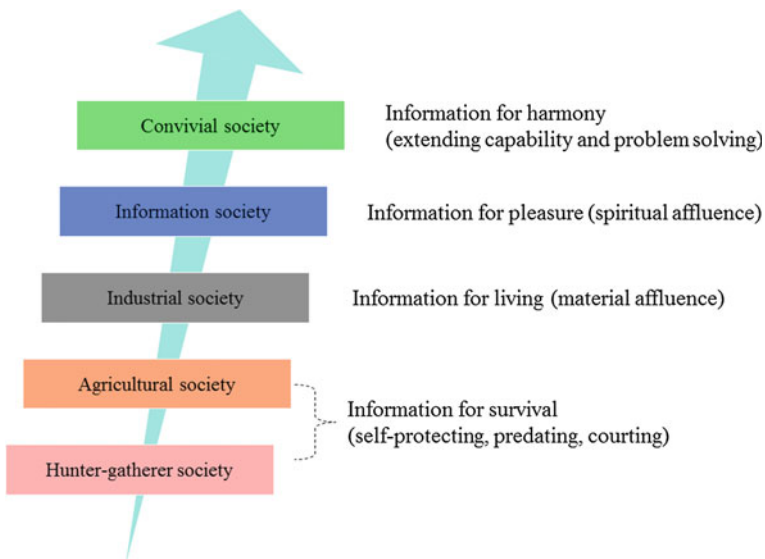 Convivial society
Information for harmony
(extending capability and problem solving)
Information society
Information for pleasure (spiritual affluence)
Industrial society
Information for living (material affluence)
Agricultural society
Information for survival
(self-protecting, predating, courting)
Hunter-gatherer society